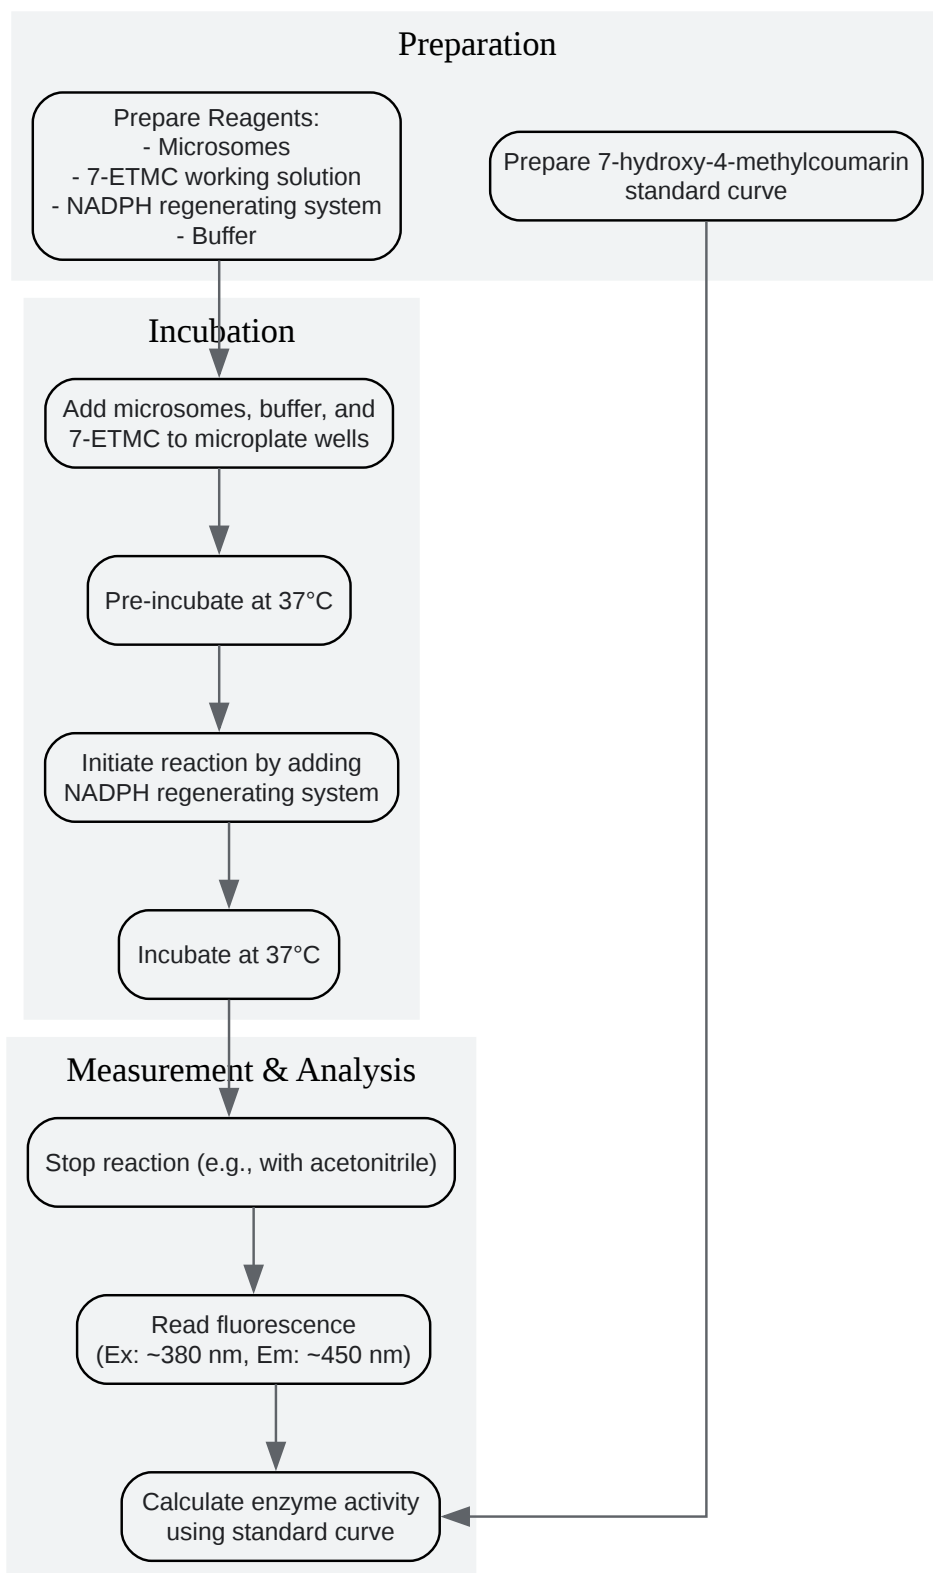 Preparation
Prepare Reagents:
- Microsomes
- 7-ETMC working solution
- NADPH regenerating system
- Buffer
Prepare 7-hydroxy-4-methylcoumarin
standard curve
Incubation
Add microsomes, buffer, and
7-ETMC to microplate wells
Pre-incubate at 37°C
Initiate reaction by adding
NADPH regenerating system
Incubate at 37°C
Measurement & Analysis
Stop reaction (e.g., with acetonitrile)
Read fluorescence
(Ex: ~380 nm, Em: ~450 nm)
Calculate enzyme activity
using standard curve